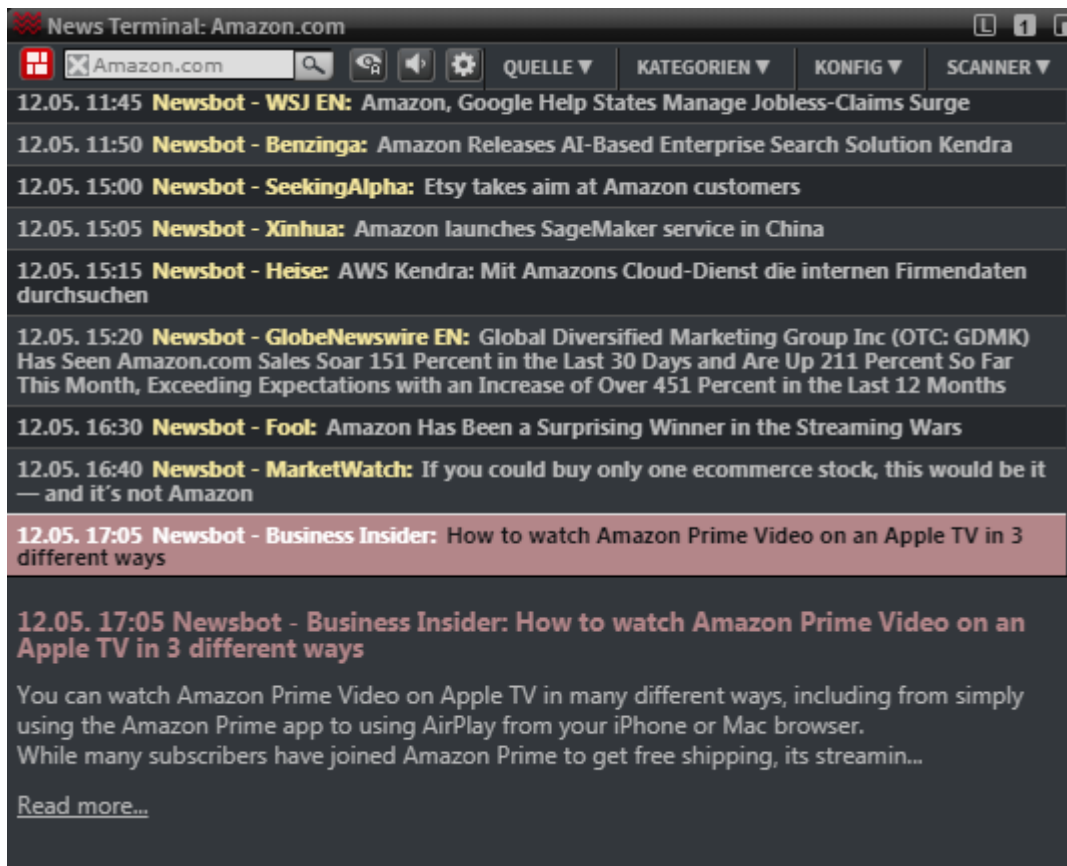 News Terminal: Amazon.com
L 1
Amazon.com QUELLE ▼ KATEGORIEN ▼ KONFIG ▼ SCANNER ▼
12.05. 11:45 Newsbot - WSJ EN: Amazon, Google Help States Manage Jobless-Claims Surge
12.05. 11:50 Newsbot - Benzinga: Amazon Releases AI-Based Enterprise Search Solution Kendra
12.05. 15:00 Newsbot - SeekingAlpha: Etsy takes aim at Amazon customers
12.05. 15:05 Newsbot - Xinhua: Amazon launches SageMaker service in China
12.05. 15:15 Newsbot - Heise: AWS Kendra: Mit Amazons Cloud-Dienst die internen Firmendaten
durchsuchen
12.05. 15:20 Newsbot - GlobeNewswire EN: Global Diversified Marketing Group Inc (OTC: GDMK)
Has Seen Amazon.com Sales Soar 151 Percent in the Last 30 Days and Are Up 211 Percent So Far
This Month, Exceeding Expectations with an Increase of Over 451 Percent in the Last 12 Months
12.05. 16:30 Newsbot - Fool: Amazon Has Been a Surprising Winner in the Streaming Wars
12.05. 16:40 Newsbot - MarketWatch: If you could buy only one ecommerce stock, this would be it
— and it´s not Amazon
12.05. 17:05 Newsbot - Business Insider: How to watch Amazon Prime Video on an Apple TV in 3
different ways
12.05. 17:05 Newsbot - Business Insider: How to watch Amazon Prime Video on an
Apple TV in 3 different ways
You can watch Amazon Prime Video on Apple TV in many different ways, including from simply
using the Amazon Prime app to using AirPlay from your iPhone or Mac browser.
While many subscribers have joined Amazon Prime to get free shipping, its streamin...
Read more...